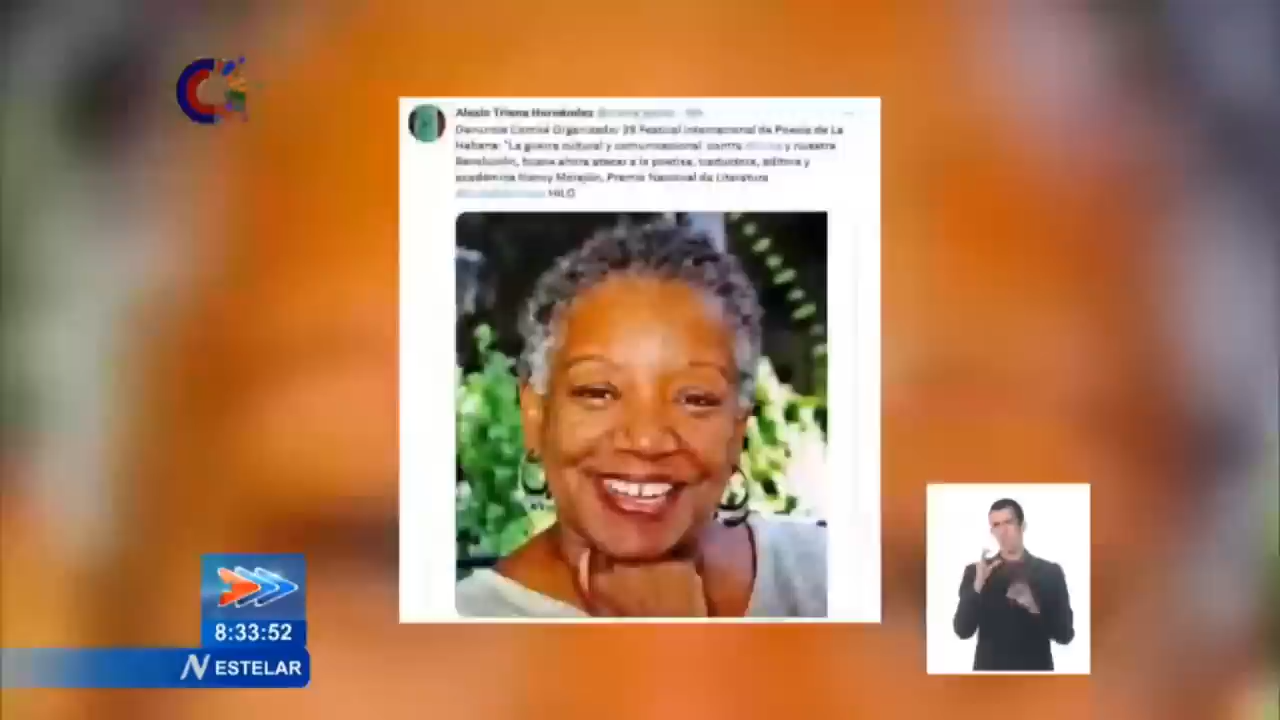 Alexis Triana Hernández
Denuncia Comité Organizador 29 Festival Internacional de Poesía de La
Habana: "La guerra cultural y comunicacional contra y nuestra
Revolución, busca ahora atacar a la poetisa, traductora, editora y
académica Nancy Morejón, Premio Nacional de Literatura
HILO
8:33:52
N ESTELAR